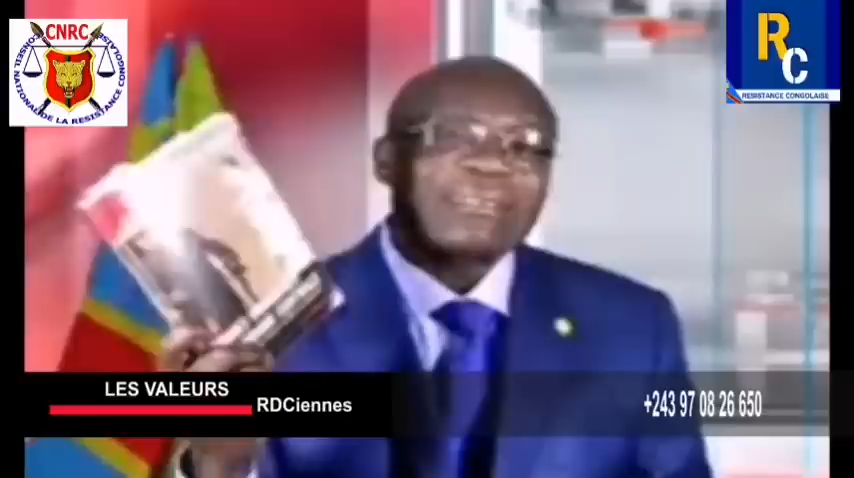 CNRC
CONSEIL NATIONAL DE LA RESISTANCE CONGOLAISE
RC
RESISTANCE CONGOLAISE
LES VALEURS
RDCiennes
+243 97 08 26 650